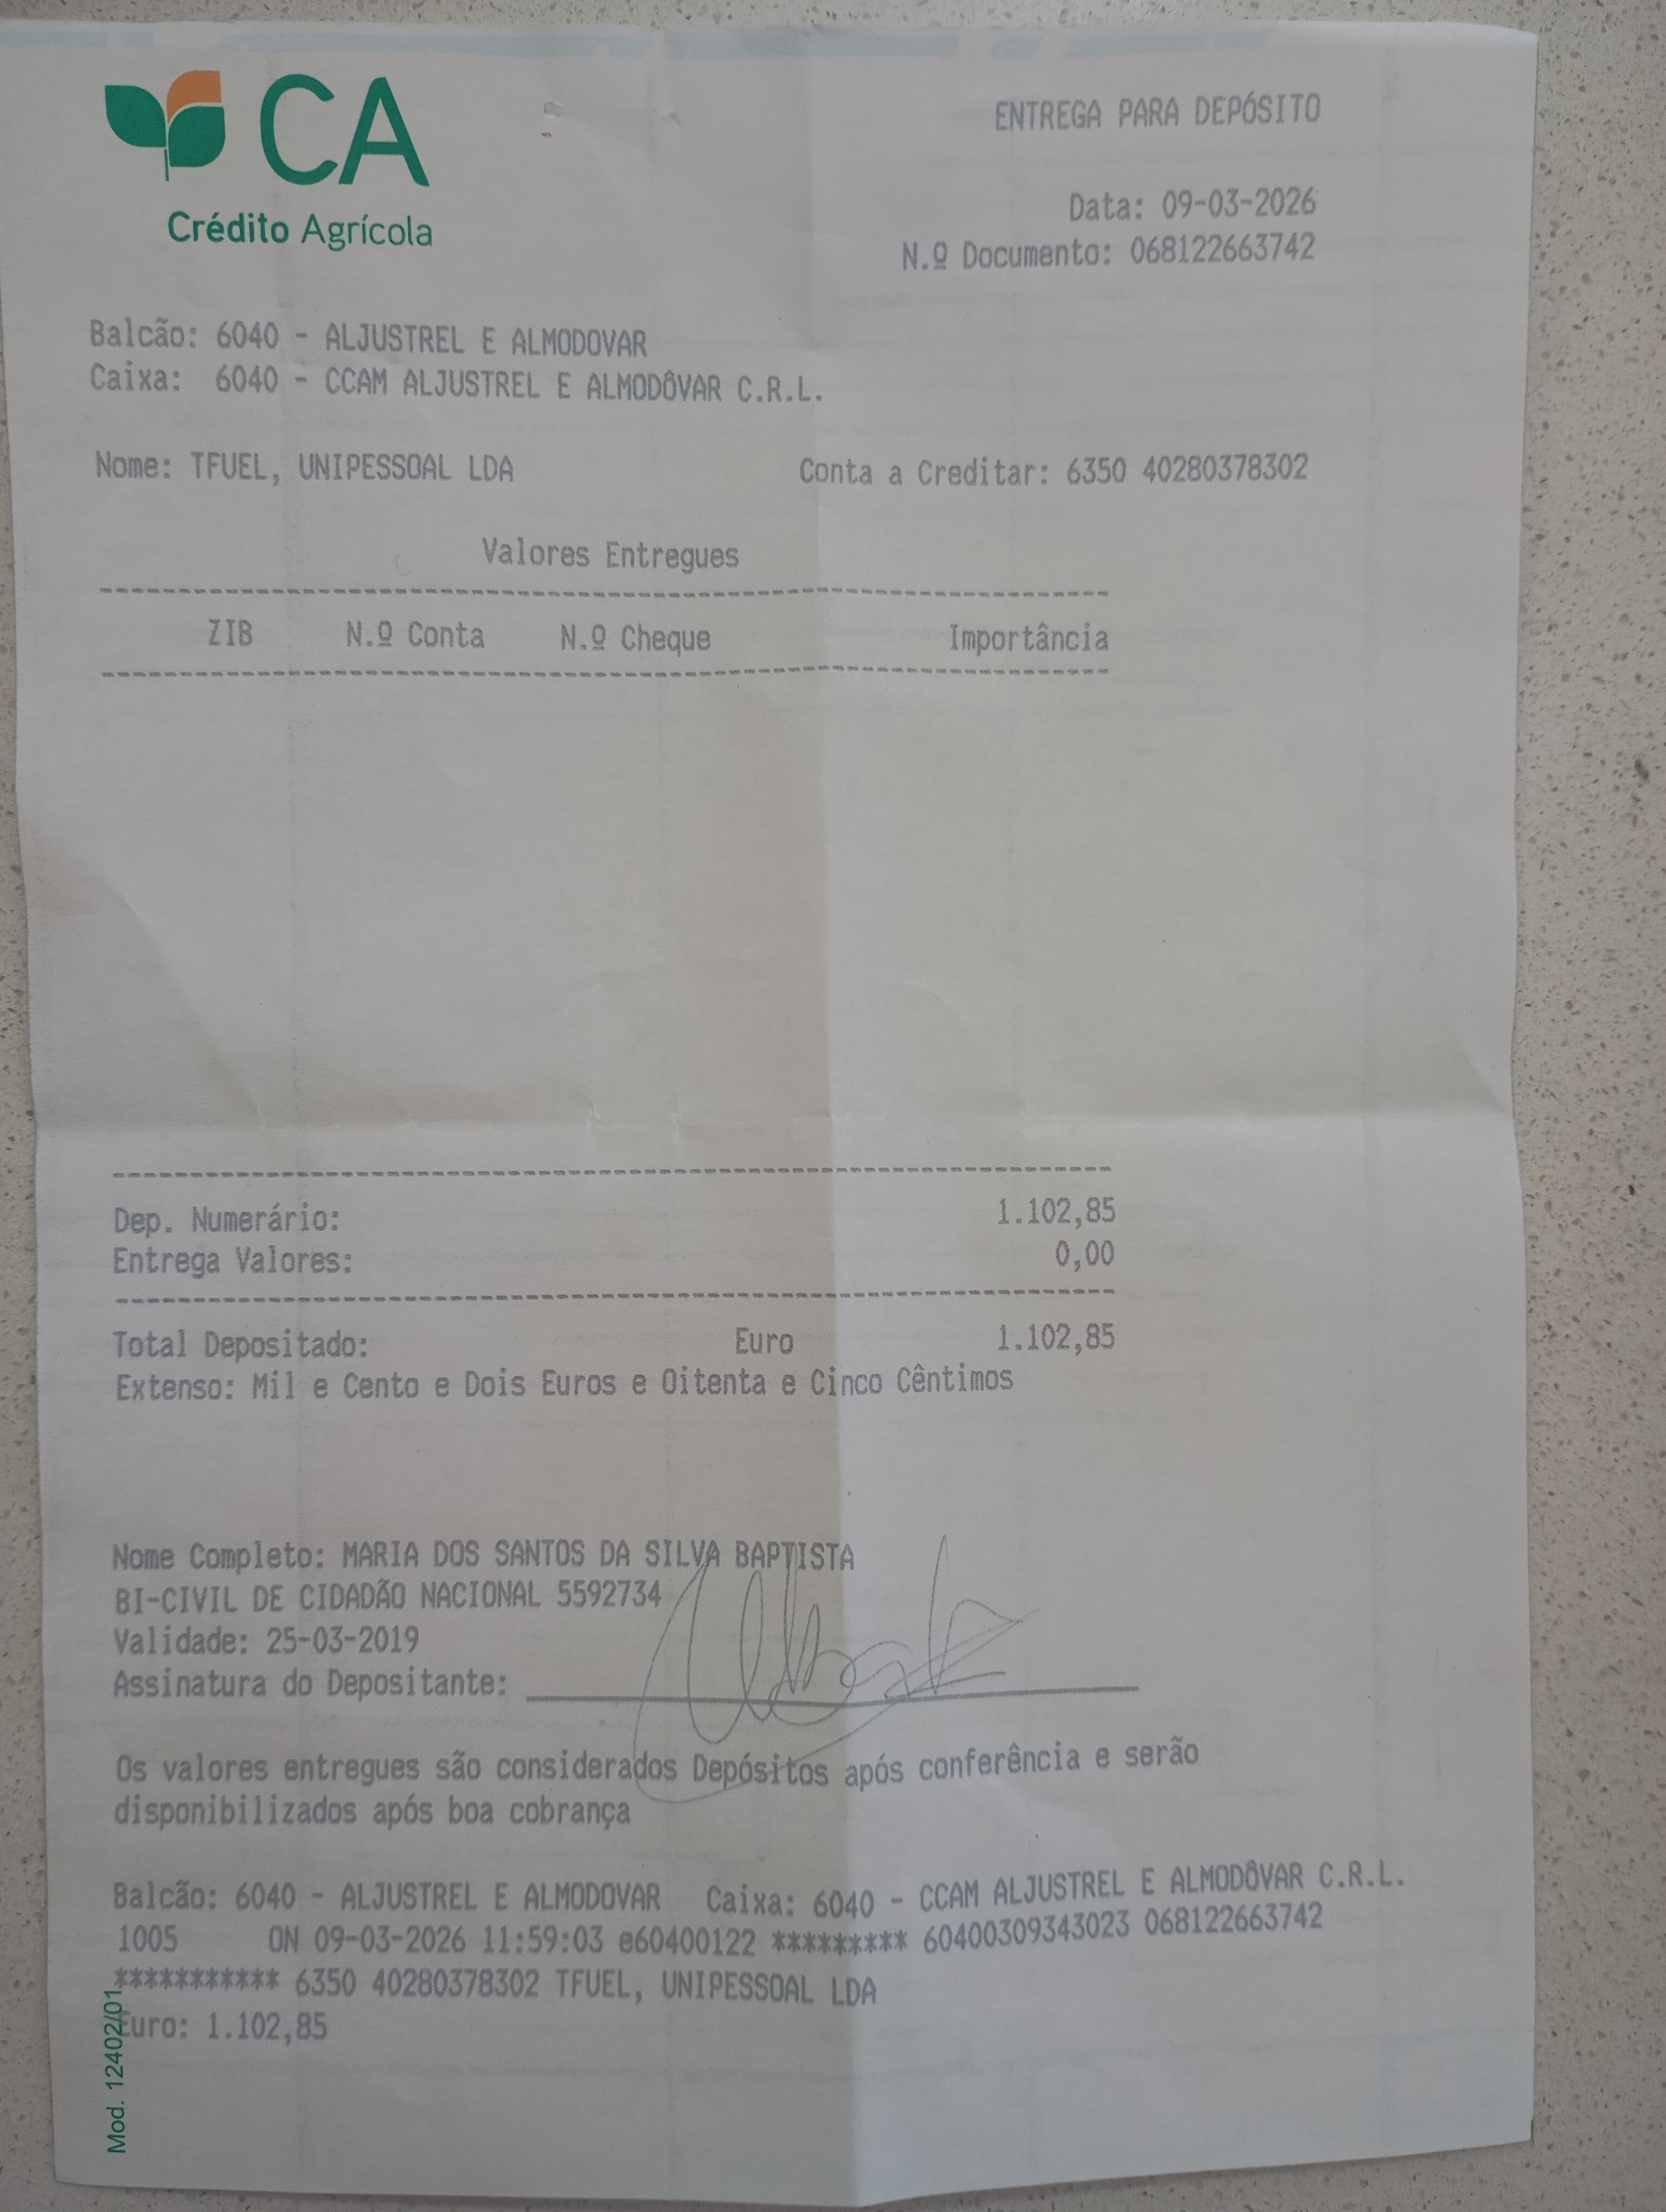 CA
Crédito Agrícola
ENTREGA PARA DEPÓSITO
Data: 09-03-2026
N.º Documento: 068122663742
Balcão: 6040 - ALJUSTREL E ALMODOVAR
Caixa: 6040 - CCAM ALJUSTREL E ALMODÔVAR C.R.L.
Nome: TFUEL, UNIPESSOAL LDA Conta a Creditar: 6350 40280378302
Valores Entregues
ZIB N.º Conta N.º Cheque Importância
Dep. Numerário: 1.102,85
Entrega Valores: 0,00
Total Depositado: Euro 1.102,85
Extenso: Mil e Cento e Dois Euros e Oitenta e Cinco Cêntimos
Nome Completo: MARIA DOS SANTOS DA SILVA BAPTISTA
BI-CIVIL DE CIDADÃO NACIONAL 5592734
Validade: 25-03-2019
Assinatura do Depositante:
Os valores entregues são considerados Depósitos após conferência e serão
disponibilizados após boa cobrança
Balcão: 6040 - ALJUSTREL E ALMODOVAR Caixa: 6040 - CCAM ALJUSTREL E ALMODÔVAR C.R.L.
1005 ON 09-03-2026 11:59:03 e60400122 ********* 60400309343023 068122663742
*********** 6350 40280378302 TFUEL, UNIPESSOAL LDA
Euro: 1.102,85
Mod. 12402/01